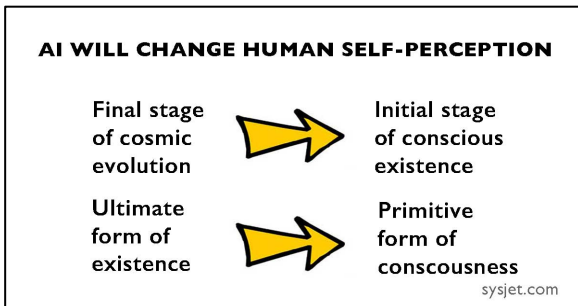 AI WILL CHANGE HUMAN SELF-PERCEPTION
Final stage
of cosmic
evolution
Initial stage
of conscious
existence
Ultimate
form of
existence
Primitive
form of
conscousness
sysjet.com